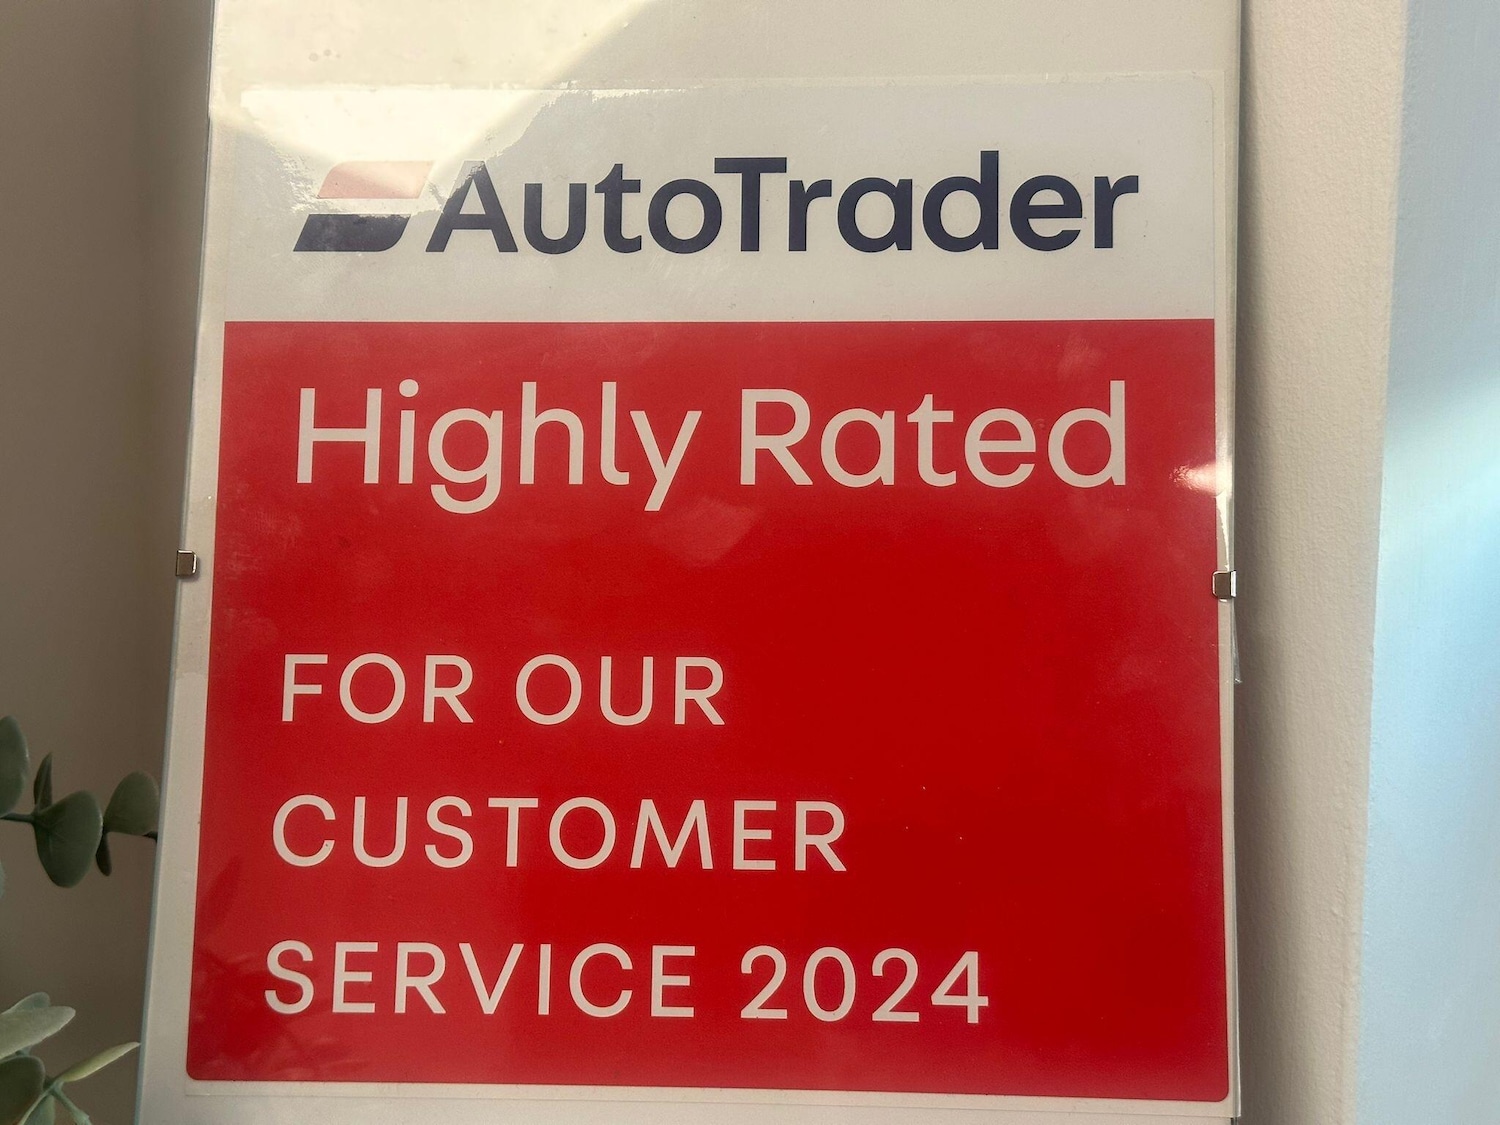 AutoTrader
Highly Rated
FOR OUR
CUSTOMER
SERVICE 2024